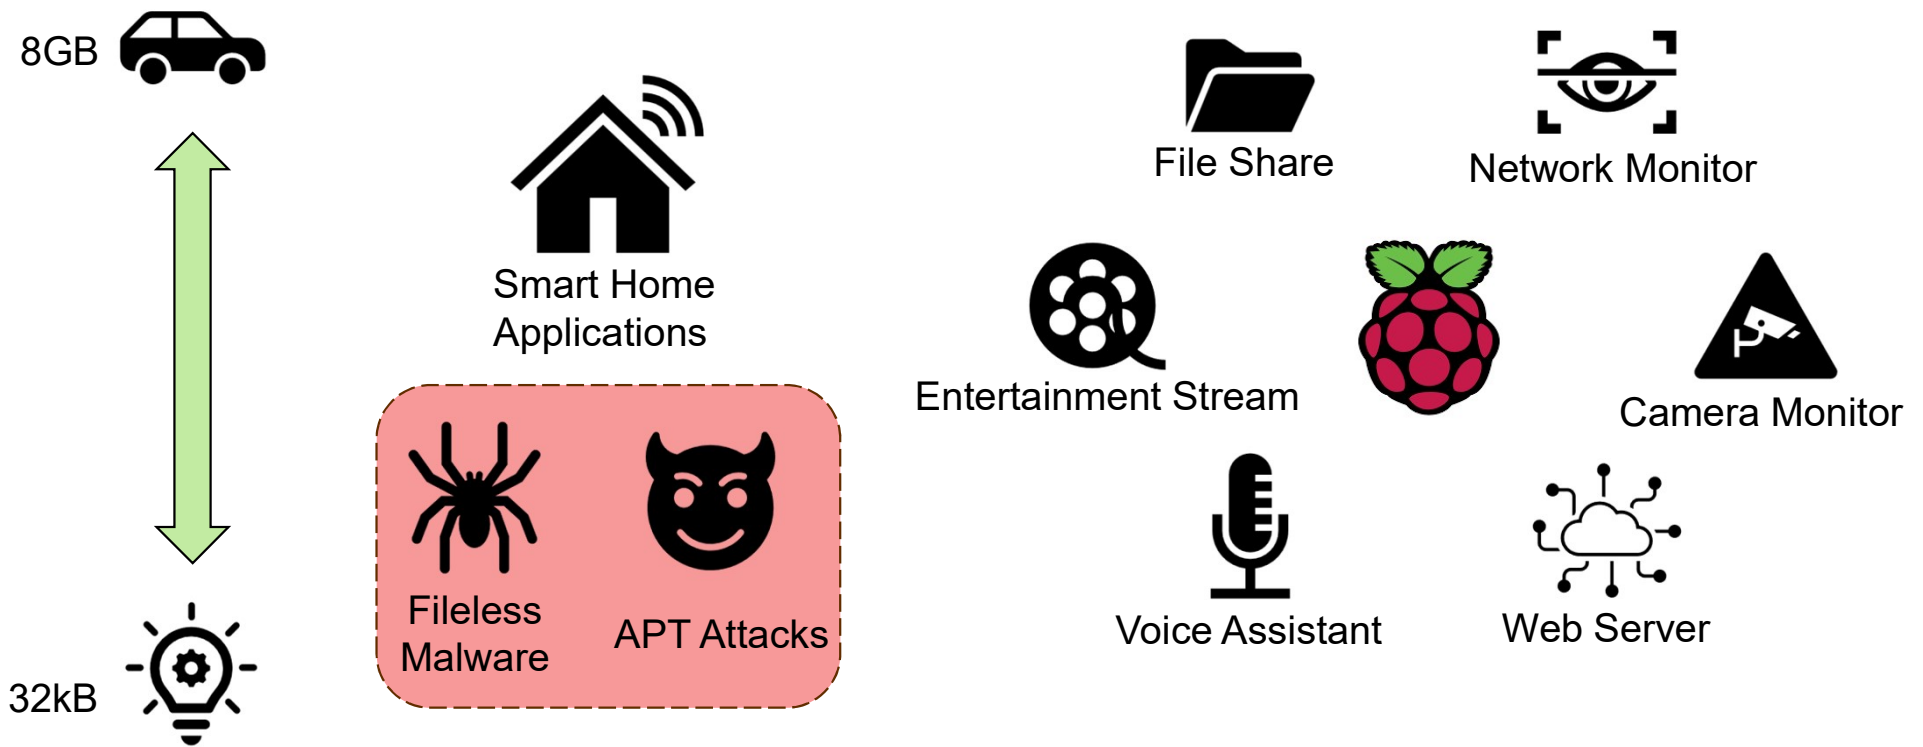 8GB
32kB
Smart Home
Applications
Fileless
Malware
APT Attacks
File Share
Network Monitor
Entertainment Stream
Camera Monitor
Voice Assistant
Web Server